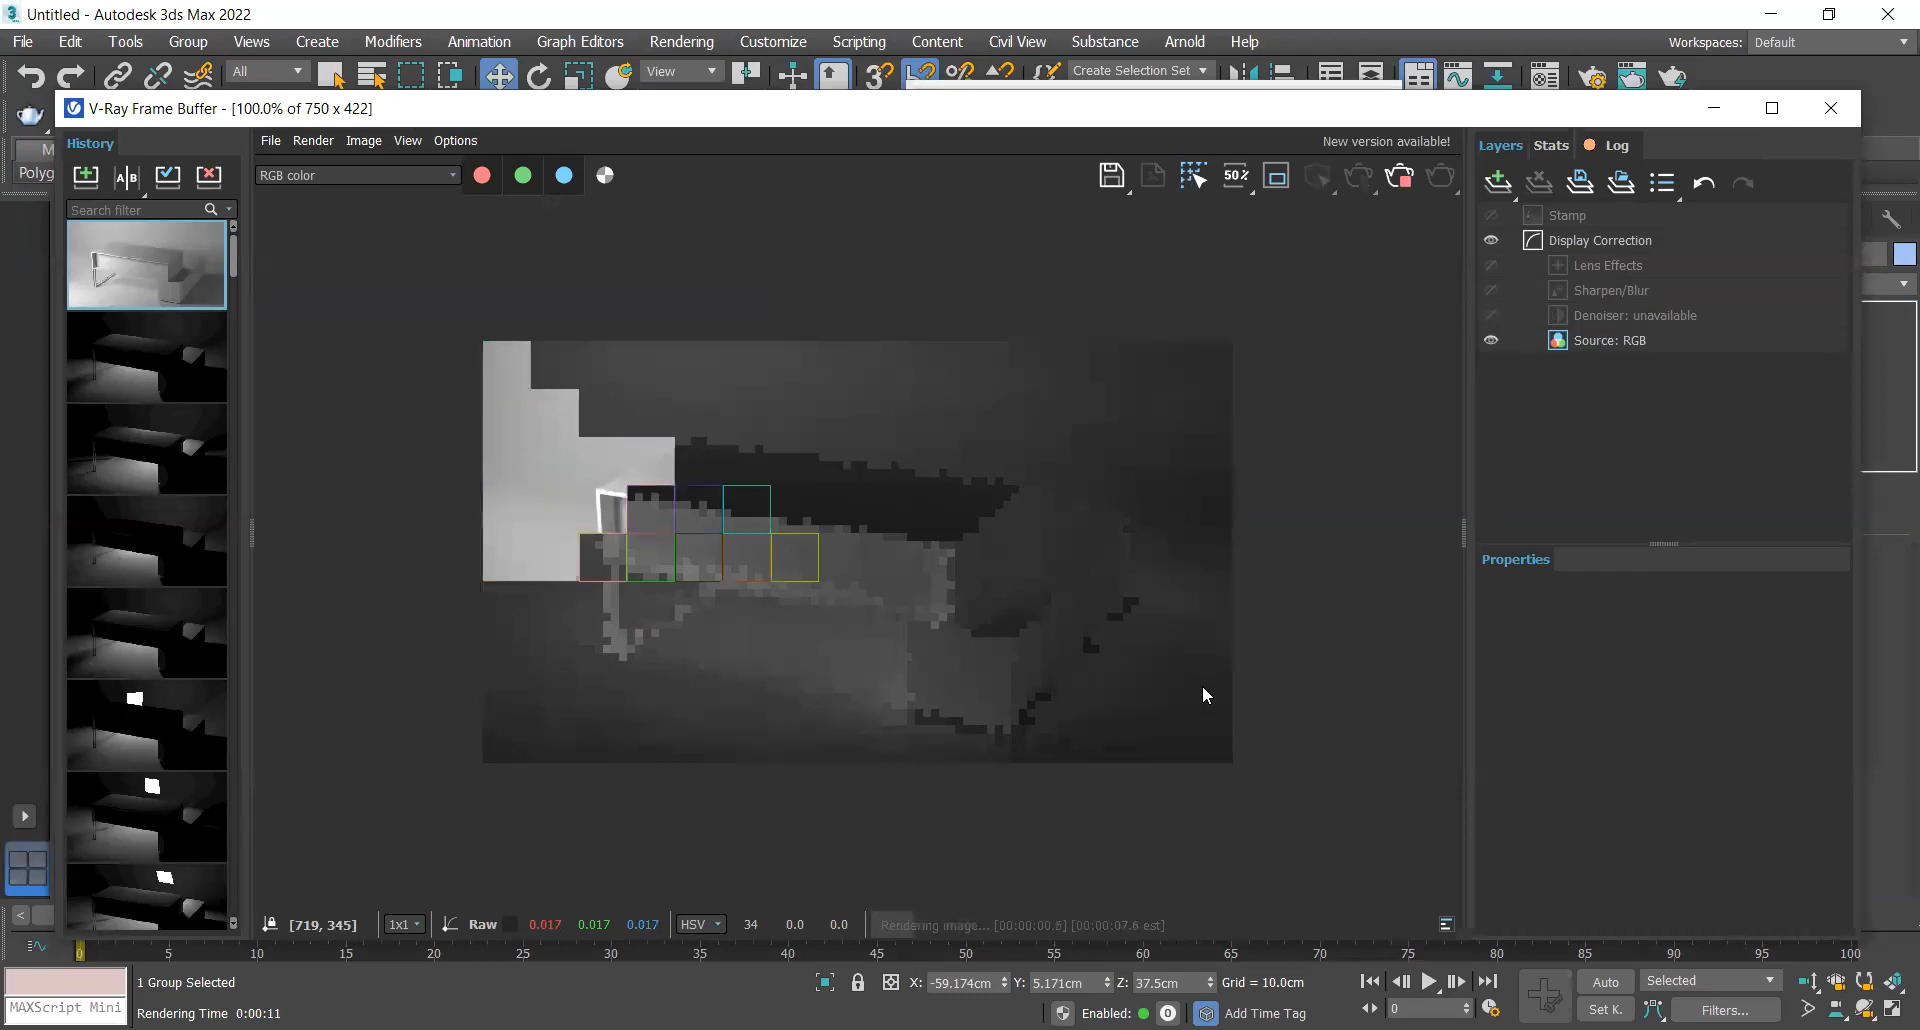 Untitled - Autodesk 3ds Max 2022
File Edit Tools Group Views Create Modifiers Animation Graph Editors Rendering Customize Scripting Content Civil View Substance Arnold Help Workspaces: Default
All View Create Selection Set
V-Ray Frame Buffer - [100.0% of 750 x 422]
History File Render Image View Options New version available! Layers Stats Log
Polyg
RGB color 50%
Search filter
Stamp
Display Correction
Lens Effects
Sharpen/Blur
Denoiser: unavailable
Source: RGB
Properties
[719, 345] 1x1 Raw 0.017 0.017 0.017 HSV 34 0.0 0.0 Rendering image... [00:00:00.5] [00:00:07.6 est]
0 5 10 15 20 25 30 35 40 45 50 55 60 65 70 75 80 85 90 95 100
1 Group Selected X: -59.174cm Y: 5.171cm Z: 37.5cm Grid = 10.0cm Auto Selected
MAXScript Mini Rendering Time 0:00:11 Enabled: 0 Add Time Tag 0 Set K. Filters...